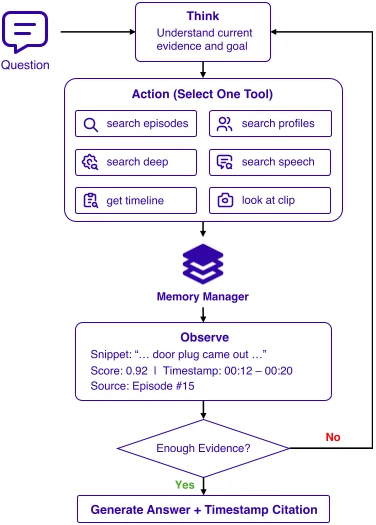 Question
Think
Understand current
evidence and goal
Action (Select One Tool)
search episodes
search profiles
search deep
search speech
get timeline
look at clip
Memory Manager
Observe
Snippet: “… door plug came out …”
Score: 0.92 | Timestamp: 00:12 – 00:20
Source: Episode #15
Enough Evidence?
No
Yes
Generate Answer + Timestamp Citation